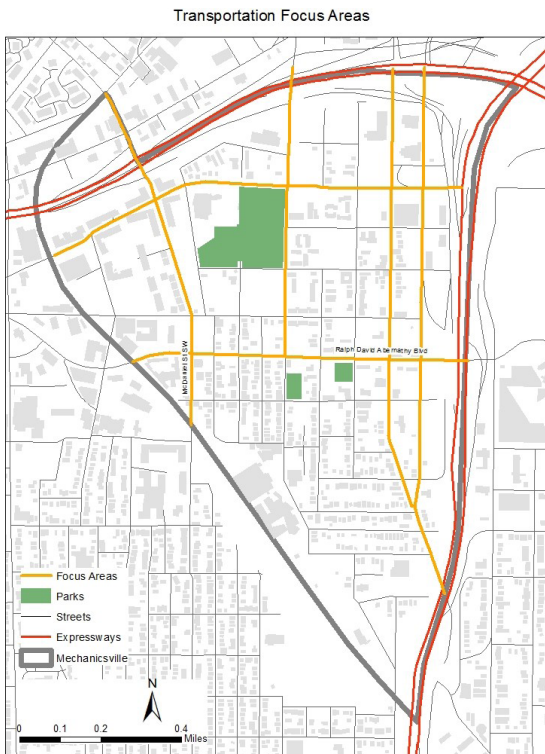 Transportation Focus Areas
Ralph David Abernathy Blvd
McDaniel St SW
Focus Areas
Parks
Streets
Expressways
Mechanicsville
N
0 0.1 0.2 0.4
Miles